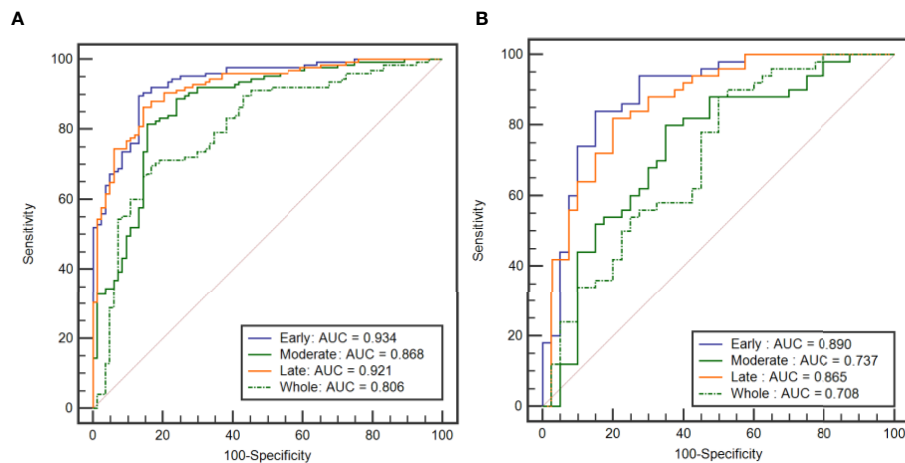 A
100
80
60
40
20
0
Sensitivity
0 20 40 60 80 100
100-Specificity
Early: AUC = 0.934
Moderate: AUC = 0.868
Late: AUC = 0.921
Whole: AUC = 0.806
B
100
80
60
40
20
0
Sensitivity
0 20 40 60 80 100
100-Specificity
Early : AUC = 0.890
Moderate : AUC = 0.737
Late : AUC = 0.865
Whole : AUC = 0.708